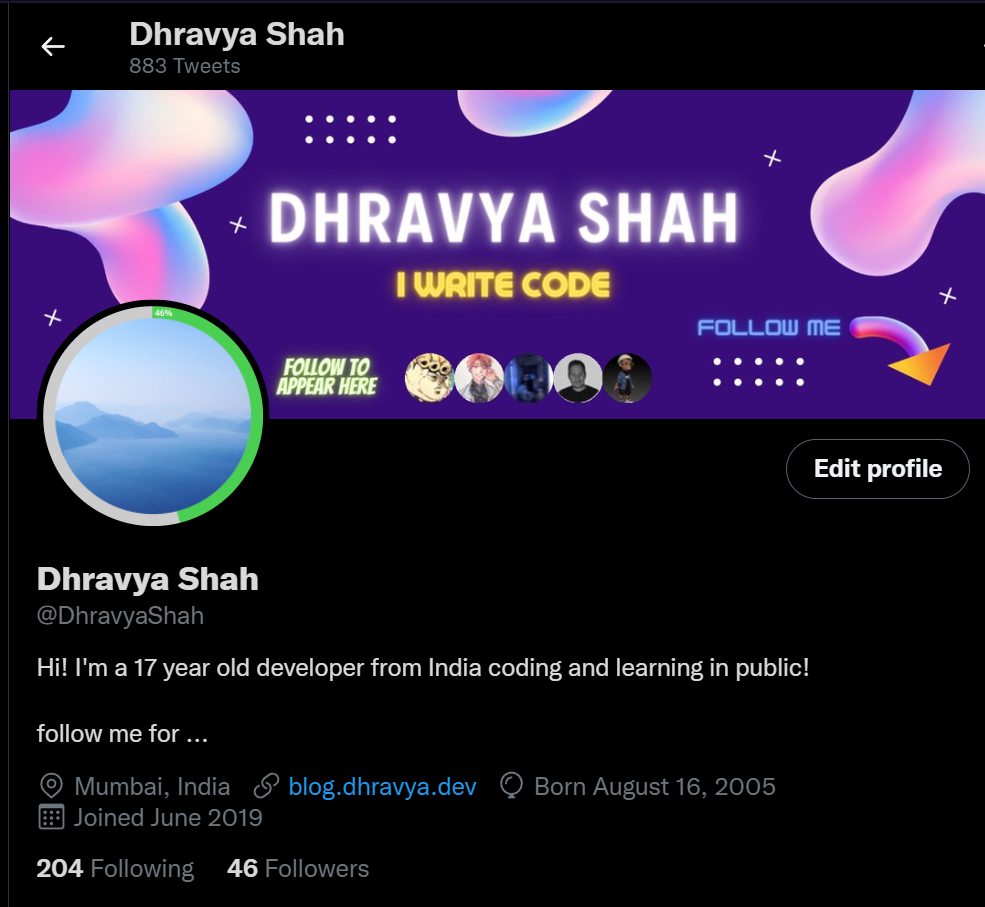 Dhravya Shah
883 Tweets
DHRAVYA SHAH
I WRITE CODE
FOLLOW ME
46%
FOLLOW TO
APPEAR HERE
Edit profile
Dhravya Shah
@DhravyaShah
Hi! I'm a 17 year old developer from India coding and learning in public!
follow me for ...
Mumbai, India blog.dhravya.dev Born August 16, 2005
Joined June 2019
204 Following 46 Followers